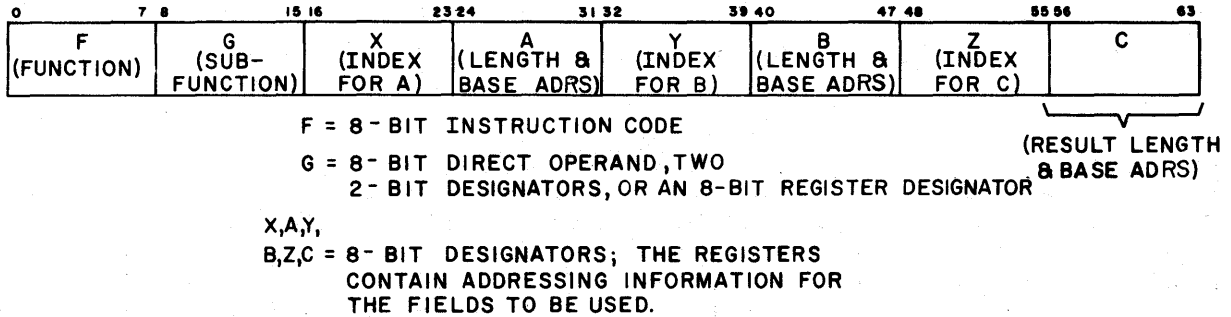 0 7 8 15 16 23 24 31 32 39 40 47 48 55 56 63
F G X A Y B Z C
(FUNCTION) (SUB- (INDEX (LENGTH & (INDEX (LENGTH & (INDEX
FUNCTION) FOR A) BASE ADRS) FOR B) BASE ADRS) FOR C)
F = 8-BIT INSTRUCTION CODE
(RESULT LENGTH
& BASE ADRS)
G = 8-BIT DIRECT OPERAND, TWO
2-BIT DESIGNATORS, OR AN 8-BIT REGISTER DESIGNATOR
X,A,Y,
B,Z,C = 8-BIT DESIGNATORS; THE REGISTERS
CONTAIN ADDRESSING INFORMATION FOR
THE FIELDS TO BE USED.